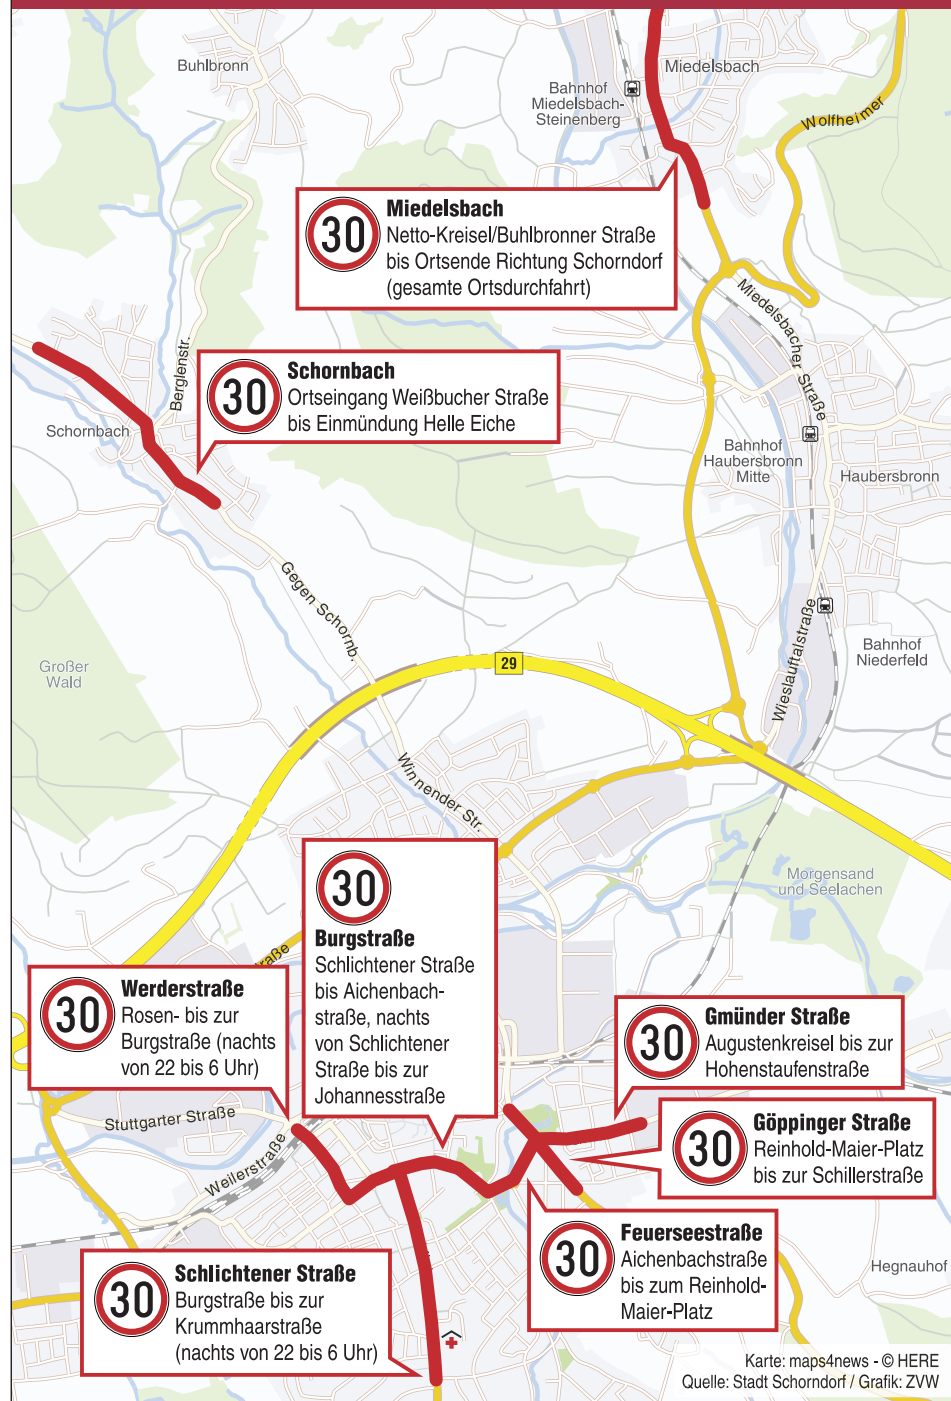 Buhlbronn
Miedelsbach
Bahnhof
Miedelsbach-
Steinenberg
Wolfheimer
30
Miedelsbach
Netto-Kreisel/Buhlbronner Straße
bis Ortsende Richtung Schorndorf
(gesamte Ortsdurchfahrt)
Miedelsbacher Straße
Berglenstr.
30
Schornbach
Ortseingang Weißbucher Straße
bis Einmündung Helle Eiche
Schornbach
Bahnhof
Haubersbronn
Mitte
Haubersbronn
Gegen Schornb.
Wieslauftalstraße
Bahnhof
Niederfeld
Großer
Wald
29
Winnender Str.
Morgensand
und Seelachen
30
Burgstraße
Schlichtener Straße
bis Aichenbach-
straße, nachts
von Schlichtener
Straße bis zur
Johannesstraße
raße
30
Werderstraße
Rosen- bis zur
Burgstraße (nachts
von 22 bis 6 Uhr)
30
Gmünder Straße
Augustenkreisel bis zur
Hohenstaufenstraße
Stuttgarter Straße
Weilerstraße
30
Göppinger Straße
Reinhold-Maier-Platz
bis zur Schillerstraße
30
Feuerseestraße
Aichenbachstraße
bis zum Reinhold-
Maier-Platz
Hegnauhof
30
Schlichtener Straße
Burgstraße bis zur
Krummhaarstraße
(nachts von 22 bis 6 Uhr)
Karte: maps4news - © HERE
Quelle: Stadt Schorndorf / Grafik: ZVW